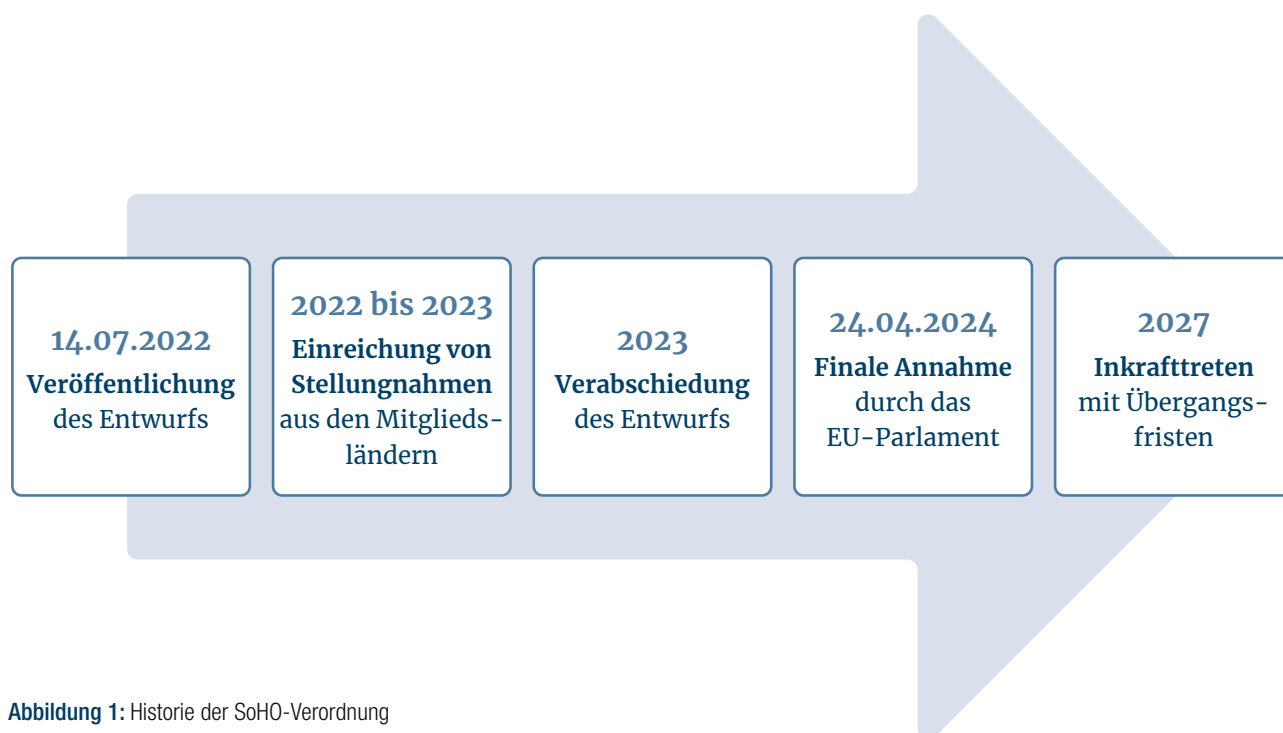 14.07.2022
Veröffentlichung
des Entwurfs
2022 bis 2023
Einreichung von
Stellungnahmen
aus den Mitglieds-
ländern
2023
Verabschiedung
des Entwurfs
24.04.2024
Finale Annahme
durch das
EU-Parlament
2027
Inkrafttreten
mit Übergangs-
fristen
Abbildung 1: Historie der SoHO-Verordnung